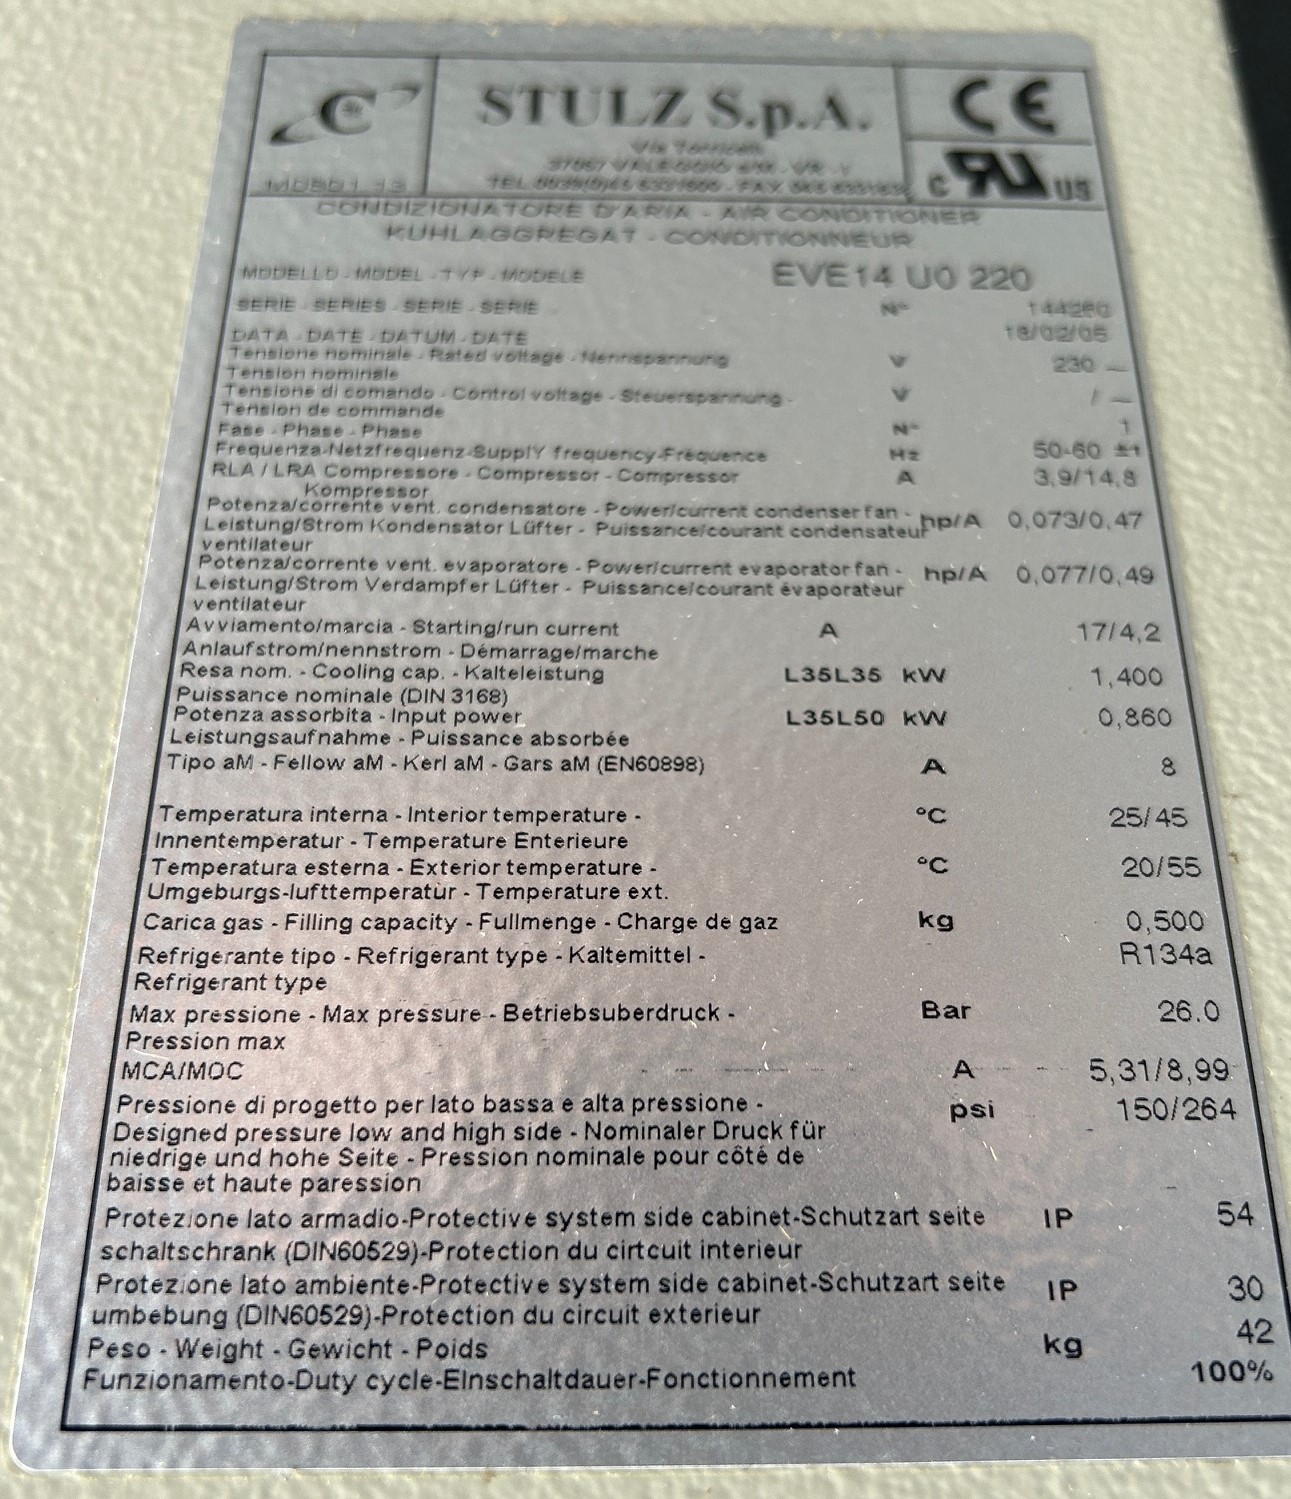 STULZ S.p.A.
CE
Via Torricelli
37067 VALEGGIO
C RU US
CONDIZIONATORE D'ARIA - AIR CONDITIONER
KUHLAGGREGAT - CONDITIONNEUR
MODELLO - MODEL - TYP - MODELE EVE14 U0 220
SERIE - SERIES - SERIE - SERIE N° 144260
DATA - DATE - DATUM - DATE 18/02/05
Tensione nominale - Rated voltage - Nennspannung V 230 ~
Tension nominale
Tensione di comando - Control voltage - Steuerspannung - V / ~
Tension de commande
Fase - Phase - Phase N° 1
Frequenza-Netzfrequenz-SupplY frequency-Fréquence Hz 50-60 ±1
RLA / LRA Compressore - Compressor - Compressor A 3,9/14,8
Kompressor
Potenza/corrente vent. condensatore - Power/current condenser fan - hp/A 0,073/0,47
Leistung/Strom Kondensator Lüfter - Puissance/courant condensateur
ventilateur
Potenza/corrente vent. evaporatore - Power/current evaporator fan - hp/A 0,077/0,49
Leistung/Strom Verdampfer Lüfter - Puissance/courant évaporateur
ventilateur
Avviamento/marcia - Starting/run current A 17/4,2
Anlaufstrom/nennstrom - Démarrage/marche
Resa nom. - Cooling cap. - Kalteleistung L35L35 kW 1,400
Puissance nominale (DIN 3168)
Potenza assorbita - Input power L35L50 kW 0,860
Leistungsaufnahme - Puissance absorbée
Tipo aM - Fellow aM - Kerl aM - Gars aM (EN60898) A 8
Temperatura interna - Interior temperature - °C 25/45
Innentemperatur - Temperature Enterieure
Temperatura esterna - Exterior temperature - °C 20/55
Umgeburgs-lufttemperatùr - Temperature ext.
Carica gas - Filling capacity - Fullmenge - Charge de gaz kg 0,500
Refrigerante tipo - Refrigerant type - Kaltemittel - R134a
Refrigerant type
Max pressione - Max pressure - Betriebsuberdruck - Bar 26.0
Pression max
MCA/MOC A 5,31/8,99
Pressione di progetto per lato bassa e alta pressione - psi 150/264
Designed pressure low and high side - Nominaler Druck für
niedrige und hohe Seite - Pression nominale pour côté de
baisse et haute paression
Protezione lato armadio-Protective system side cabinet-Schutzart seite IP 54
schaltschrank (DIN60529)-Protection du cirtcuit interieur
Protezione lato ambiente-Protective system side cabinet-Schutzart seite IP 30
umbebung (DIN60529)-Protection du circuit exterieur
Peso - Weight - Gewicht - Poids kg 42
Funzionamento-Duty cycle-EInschaltdauer-Fonctionnement 100%